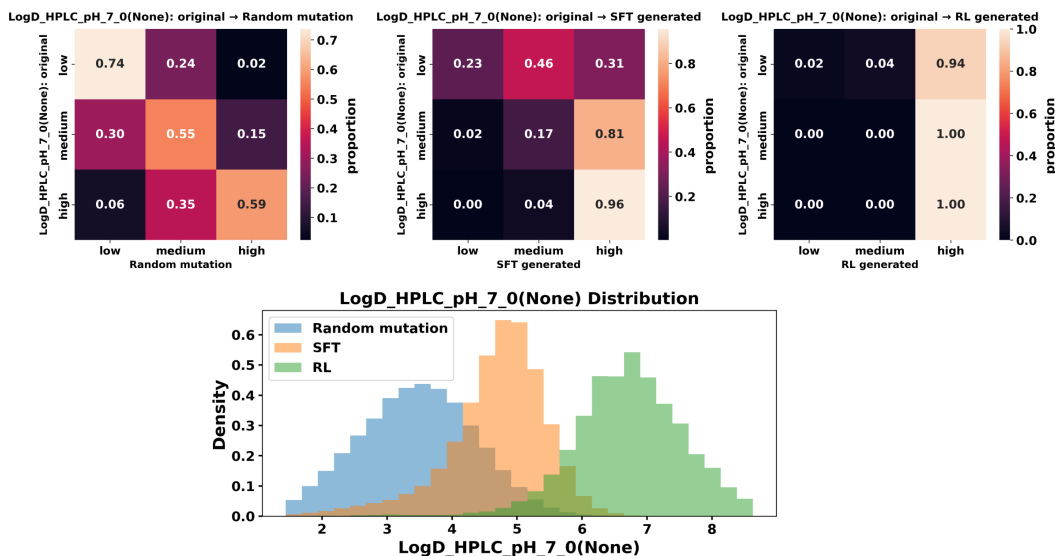 LogD_HPLC_pH_7_0(None): original → Random mutation
LogD_HPLC_pH_7_0(None): original
low
medium
high
0.74 0.24 0.02
0.30 0.55 0.15
0.06 0.35 0.59
low medium high
Random mutation
0.7
0.6
0.5
0.4
0.3
0.2
0.1
proportion
LogD_HPLC_pH_7_0(None): original → SFT generated
LogD_HPLC_pH_7_0(None): original
low
medium
high
0.23 0.46 0.31
0.02 0.17 0.81
0.00 0.04 0.96
low medium high
SFT generated
0.8
0.6
0.4
0.2
proportion
LogD_HPLC_pH_7_0(None): original → RL generated
LogD_HPLC_pH_7_0(None): original
low
medium
high
0.02 0.04 0.94
0.00 0.00 1.00
0.00 0.00 1.00
low medium high
RL generated
1.0
0.8
0.6
0.4
0.2
0.0
proportion
LogD_HPLC_pH_7_0(None) Distribution
Random mutation
SFT
RL
Density
0.6
0.5
0.4
0.3
0.2
0.1
0.0
2 3 4 5 6 7 8
LogD_HPLC_pH_7_0(None)